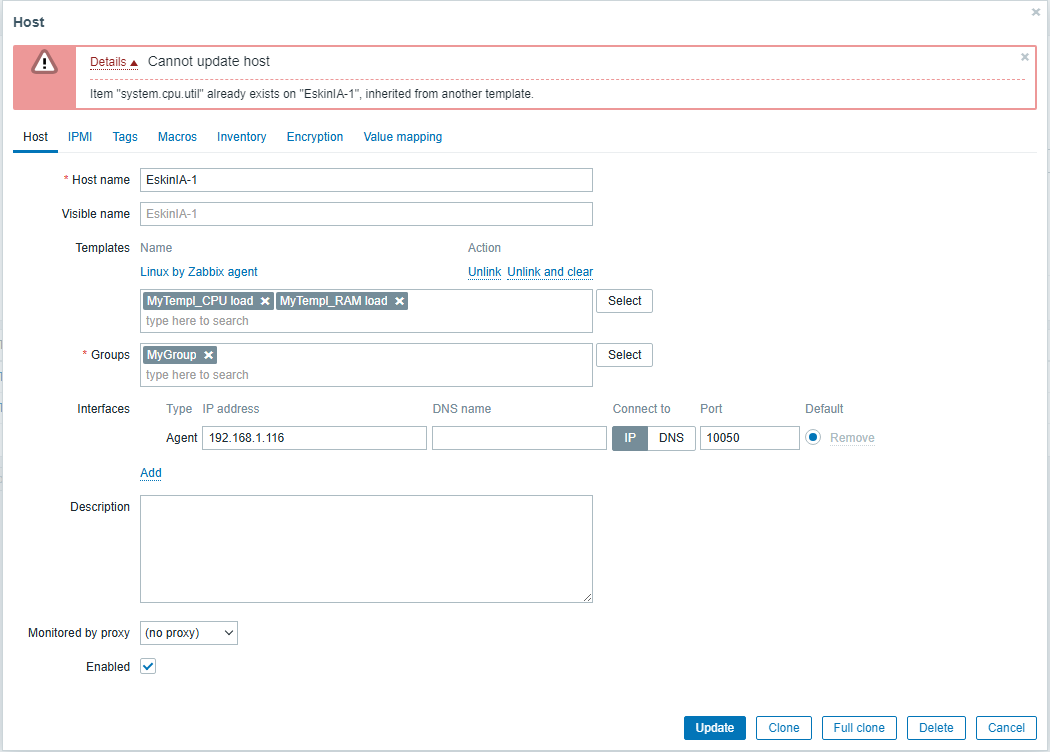 Host
Details Cannot update host
Item "system.cpu.util" already exists on "EskinIA-1", inherited from another template.
Host IPMI Tags Macros Inventory Encryption Value mapping
* Host name EskinIA-1
Visible name EskinIA-1
Templates Name Action
Linux by Zabbix agent Unlink Unlink and clear
MyTempl_CPU load MyTempl_RAM load Select
type here to search
* Groups MyGroup Select
type here to search
Interfaces Type IP address DNS name Connect to Port Default
Agent 192.168.1.116 IP DNS 10050 Remove
Add
Description
Monitored by proxy (no proxy)
Enabled
Update Clone Full clone Delete Cancel